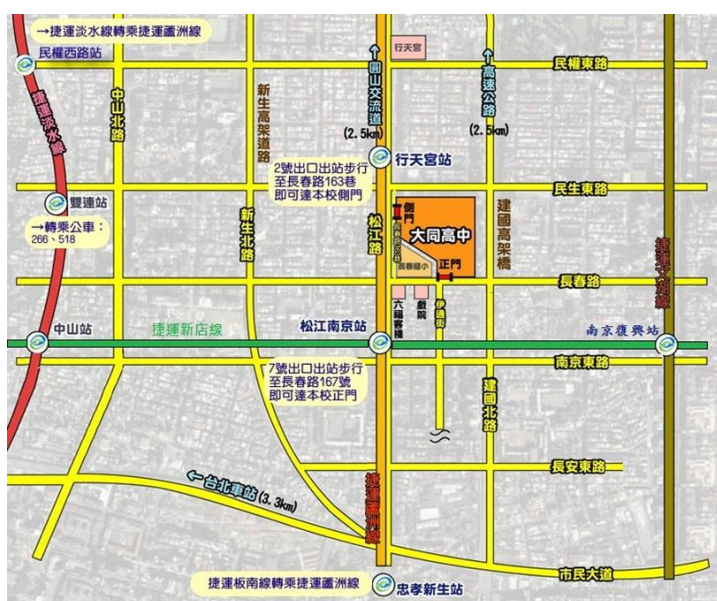 →捷運淡水線轉乘捷運蘆洲線
民權西路站
捷運淡水線
中山北路
新生高架道路
↑圓山交流道
(2.5km)
行天宮
↑高速公路
(2.5km)
民權東路
2號出口出站步行
至長春路163巷
即可達本校側門
行天宮站
雙連站
→轉乘公車：
266、518
新生北路
松江路
側門
大同高中
長春國小
正門
民生東路
建國高架橋
長春路
中山站
捷運新店線
松江南京站
六福客棧
戲院
伊通街
南京復興站
7號出口出站步行
至長春路167號
即可達本校正門
南京東路
建國北路
長安東路
←台北車站(3.3km)
捷運蘆洲線
市民大道
捷運板南線轉乘捷運蘆洲線
忠孝新生站